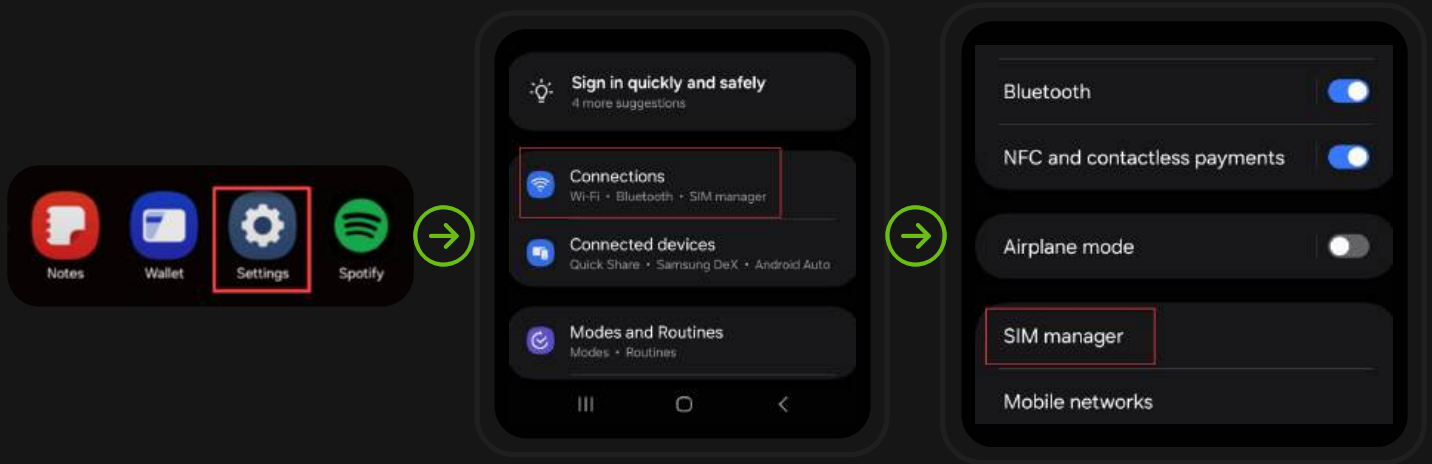 Notes
Wallet
Settings
Spotify
Sign in quickly and safely
4 more suggestions
Connections
Wi-Fi • Bluetooth • SIM manager
Connected devices
Quick Share • Samsung DeX • Android Auto
Modes and Routines
Modes • Routines
Bluetooth
NFC and contactless payments
Airplane mode
SIM manager
Mobile networks